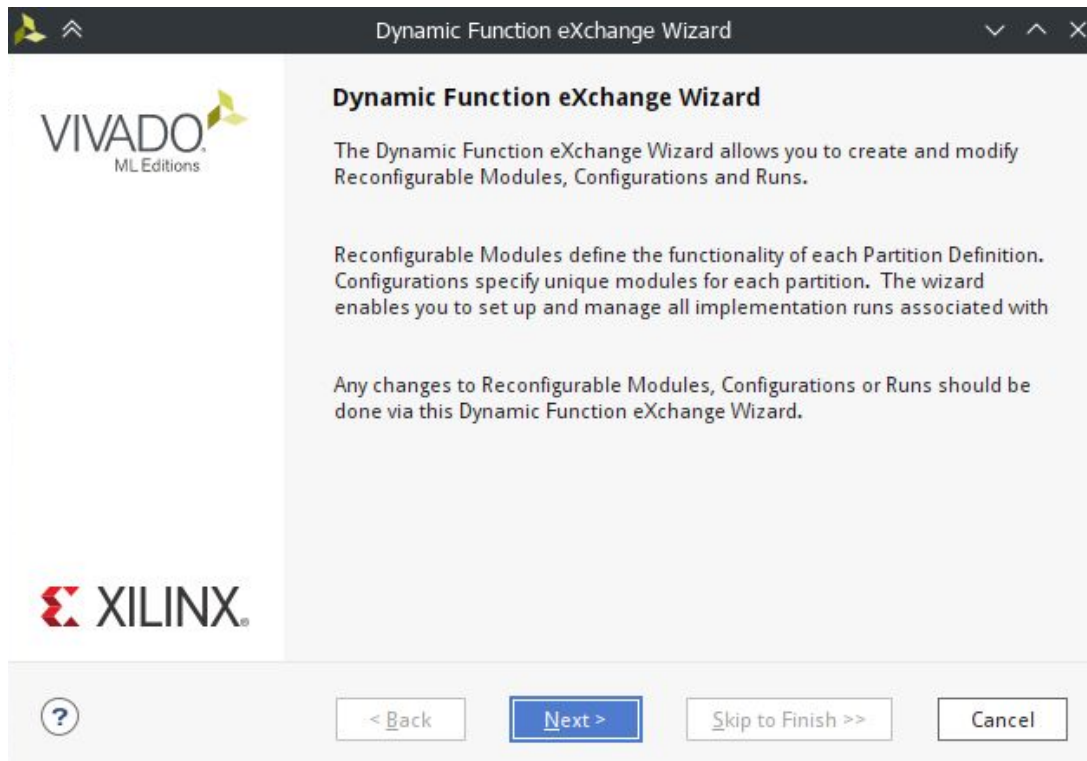 Dynamic Function eXchange Wizard
VIVADO.
ML Editions
Dynamic Function eXchange Wizard
The Dynamic Function eXchange Wizard allows you to create and modify
Reconfigurable Modules, Configurations and Runs.
Reconfigurable Modules define the functionality of each Partition Definition.
Configurations specify unique modules for each partition. The wizard
enables you to set up and manage all implementation runs associated with
Any changes to Reconfigurable Modules, Configurations or Runs should be
done via this Dynamic Function eXchange Wizard.
XILINX®
? < Back Next > Skip to Finish >> Cancel